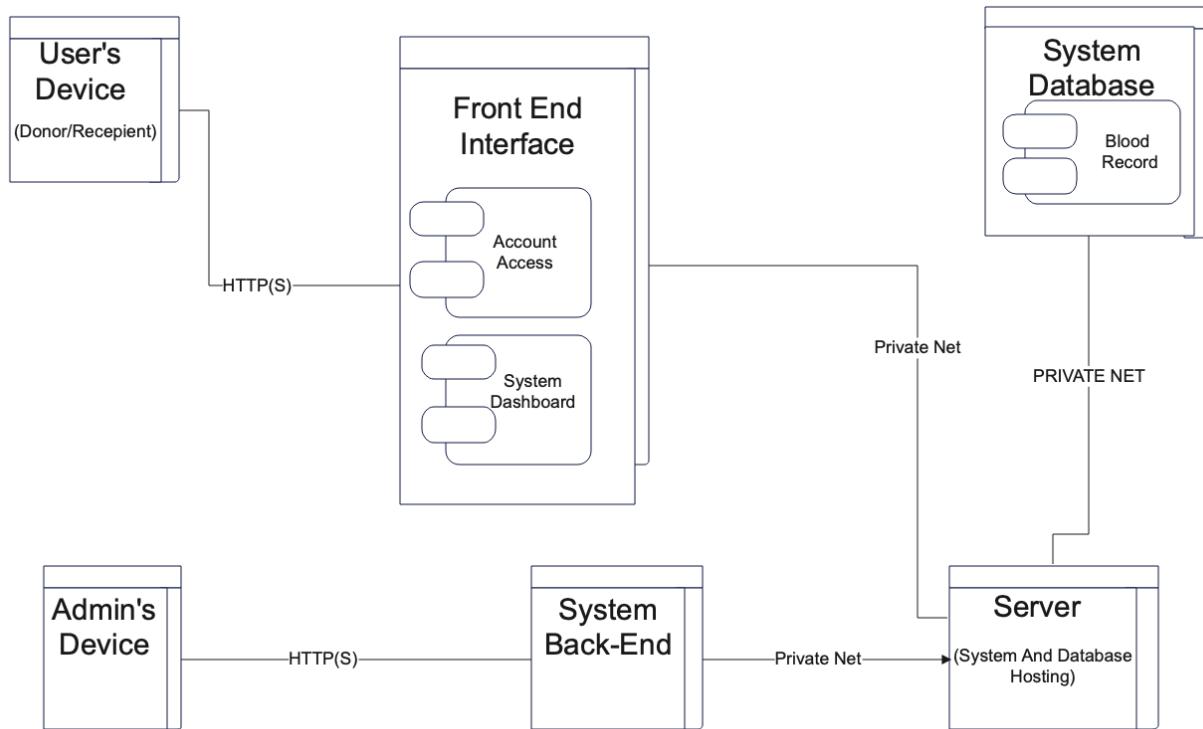 User's
Device
(Donor/Recepient)
Front End
Interface
System
Database
Blood
Record
Account
Access
HTTP(S)
System
Dashboard
Private Net
PRIVATE NET
Admin's
Device
HTTP(S)
System
Back-End
Private Net
Server
(System And Database
Hosting)